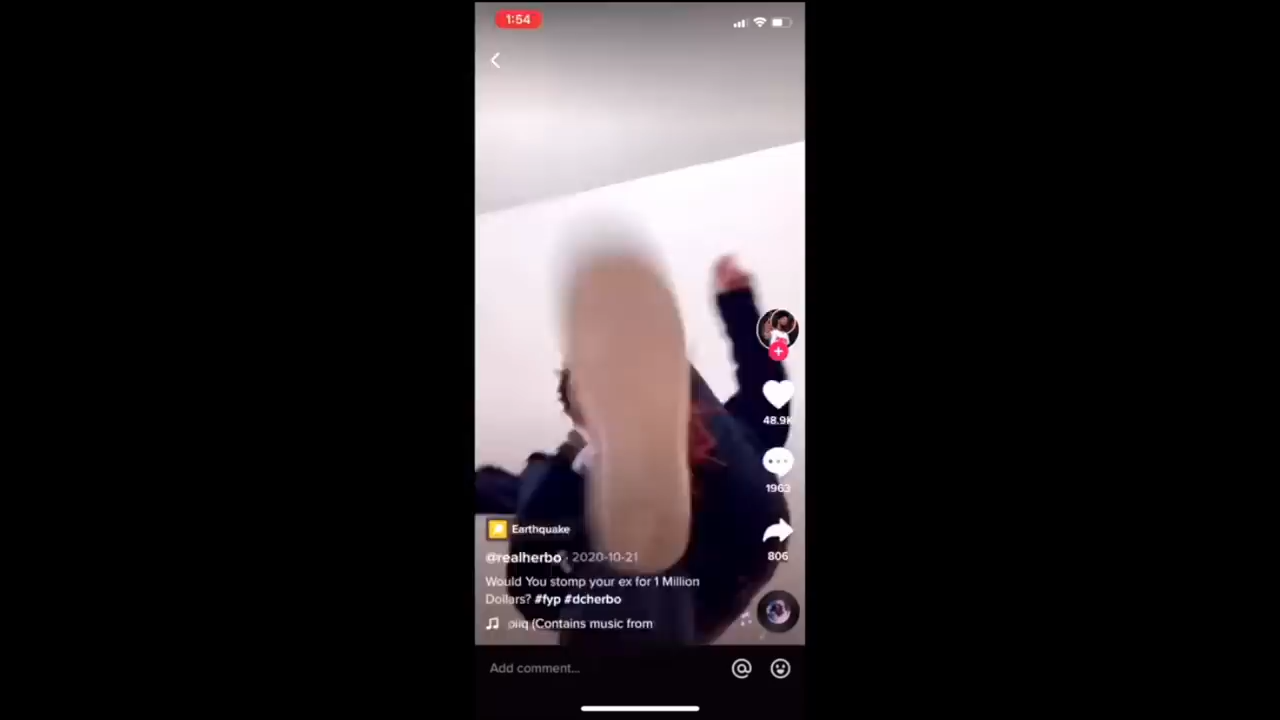 1:54
48.9K
1963
806
Earthquake
@realherbo · 2020-10-21
Would You stomp your ex for 1 Million
Dollars? #fyp #dcherbo
(Contains music from
Add comment...